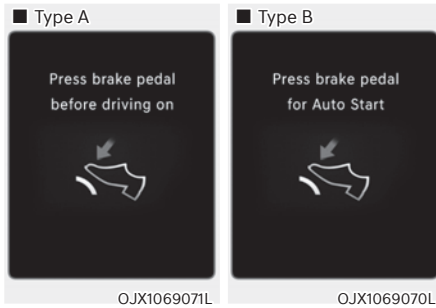 ■ Type A
Press brake pedal
before driving on
OJX1069071L
■ Type B
Press brake pedal
for Auto Start
OJX1069070L